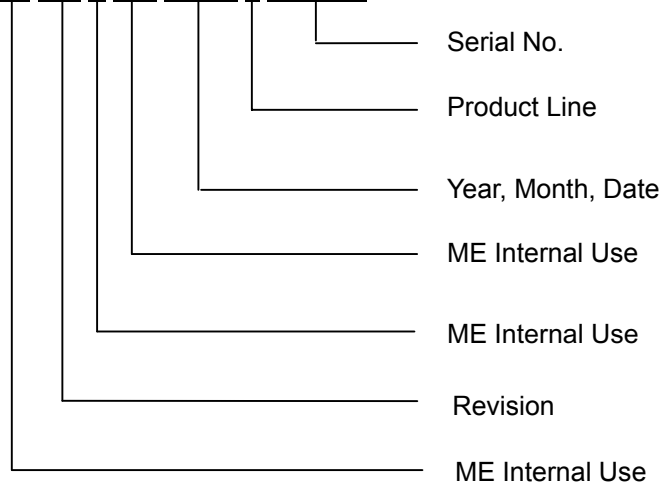 Serial No.
Product Line
Year, Month, Date
ME Internal Use
ME Internal Use
Revision
ME Internal Use